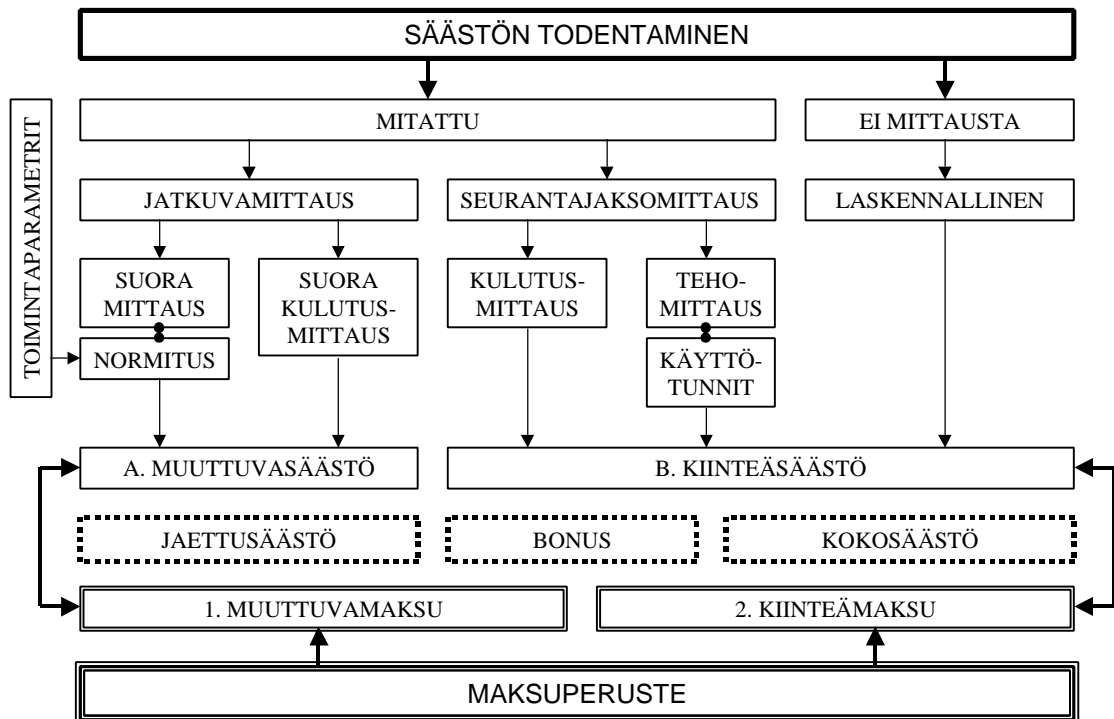 SÄÄSTÖN TODENTAMINEN
MITATTU
EI MITTAUSTA
TOIMINTAPARAMETRIT
JATKUVAMITTAUS
SEURANTAJAKSOMITTAUS
LASKENNALLINEN
SUORA
MITTAUS
SUORA
KULUTUS-
MITTAUS
KULUTUS-
MITTAUS
TEHO-
MITTAUS
NORMITUS
KÄYTTÖ-
TUNNIT
A. MUUTTUVASÄÄSTÖ
B. KIINTEÄSÄÄSTÖ
JAETTUSÄÄSTÖ
BONUS
KOKOSÄÄSTÖ
1. MUUTTUVAMAKSU
2. KIINTEÄMAKSU
MAKSUPERUSTE